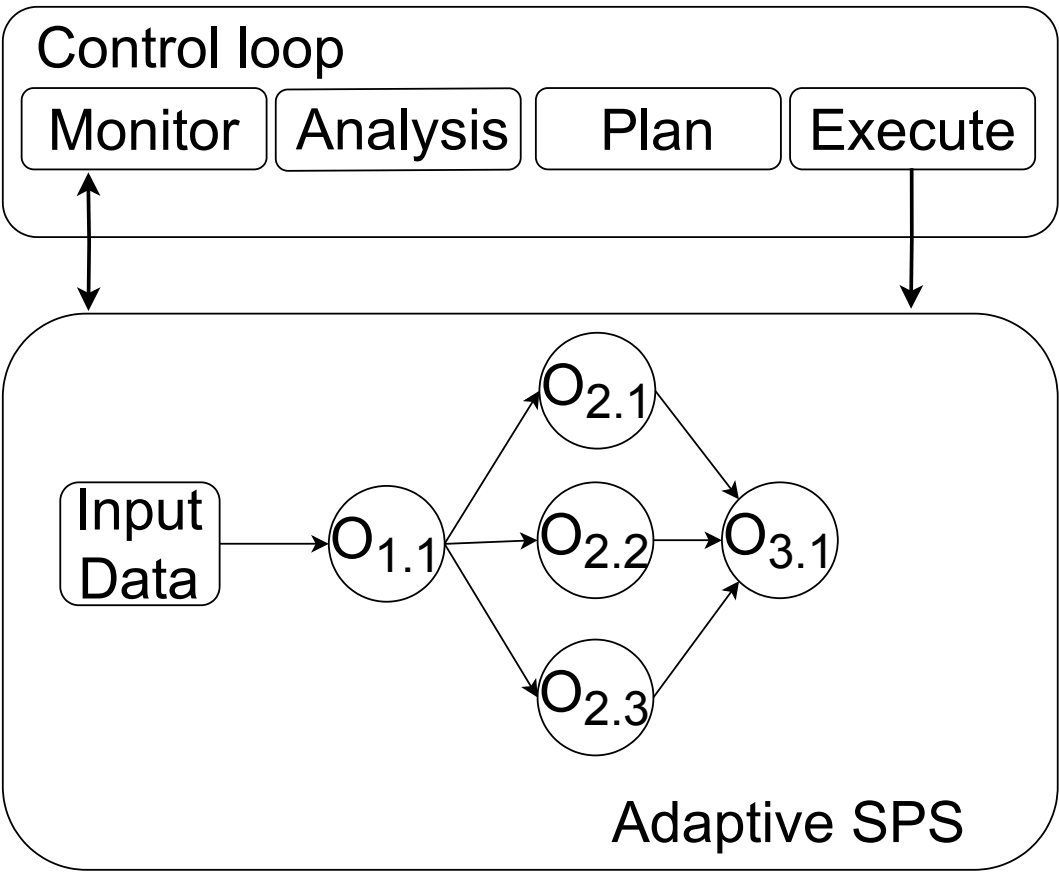 Control loop
Monitor Analysis Plan Execute
O2.1
Input
Data
O1.1 O2.2 O3.1
O2.3
Adaptive SPS